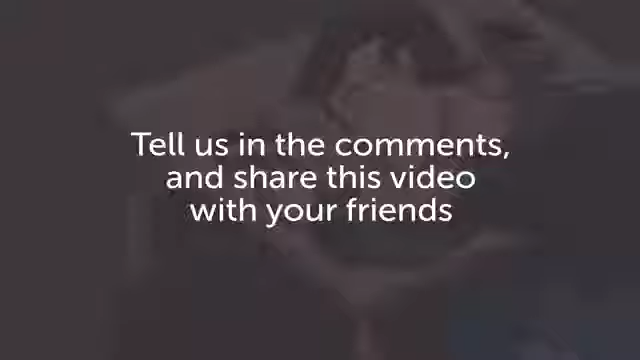 Tell us in the comments,
and share this video
with your friends